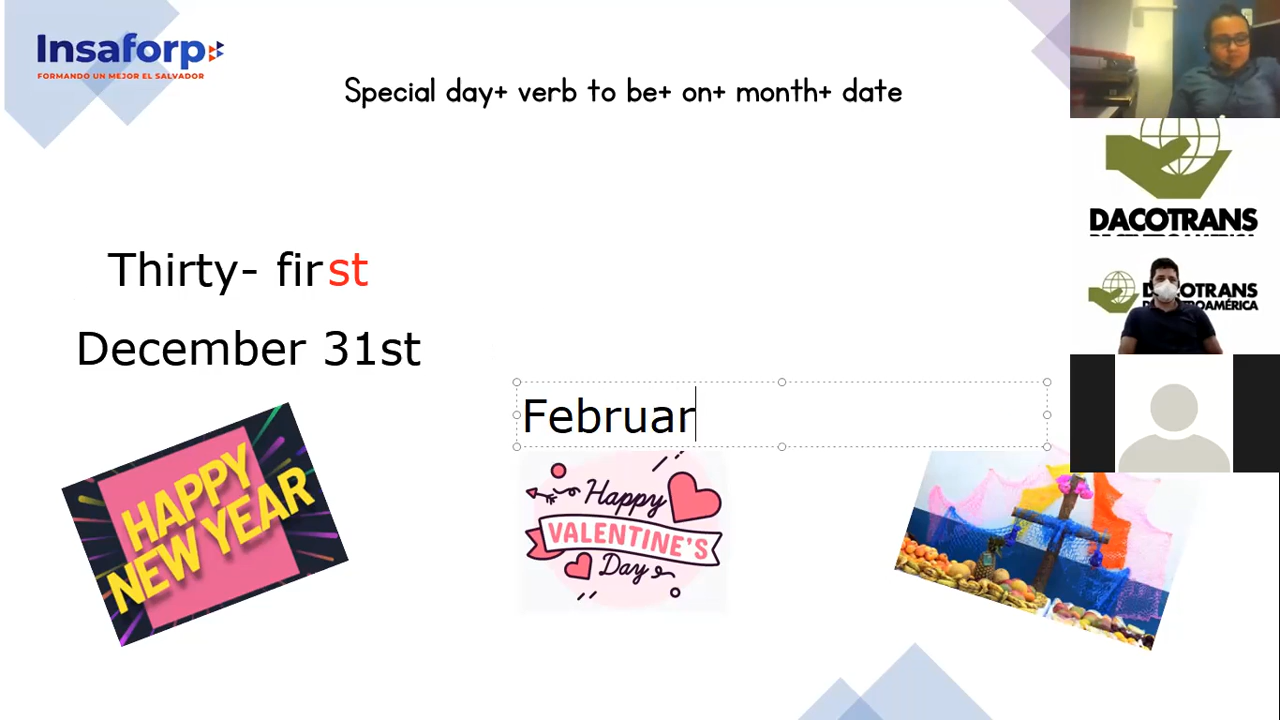 Insaforp
FORMANDO UN MEJOR EL SALVADOR
Special day+ verb to be+ on+ month+ date
Thirty- first
December 31st
Februar
HAPPY
NEW YEAR
Happy
VALENTINE'S
Day
DACOTRANS
DACOTRANS